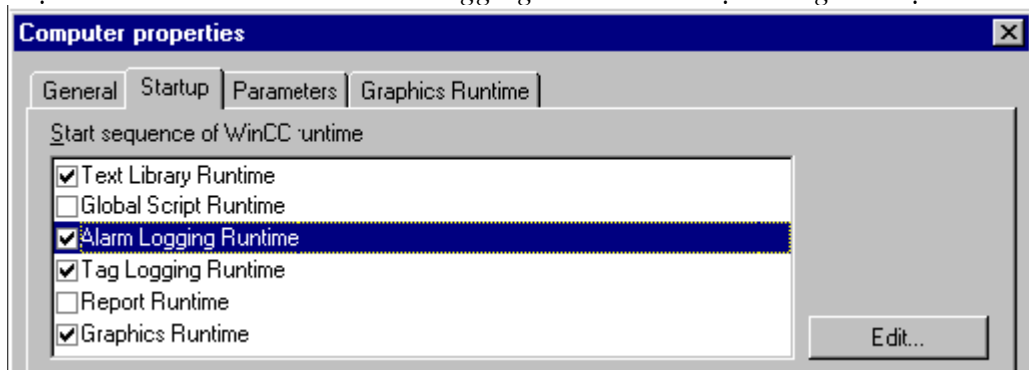 Computer properties
General Startup Parameters Graphics Runtime
Start sequence of WinCC runtime
Text Library Runtime
Global Script Runtime
Alarm Logging Runtime
Tag Logging Runtime
Report Runtime
Graphics Runtime
Edit...